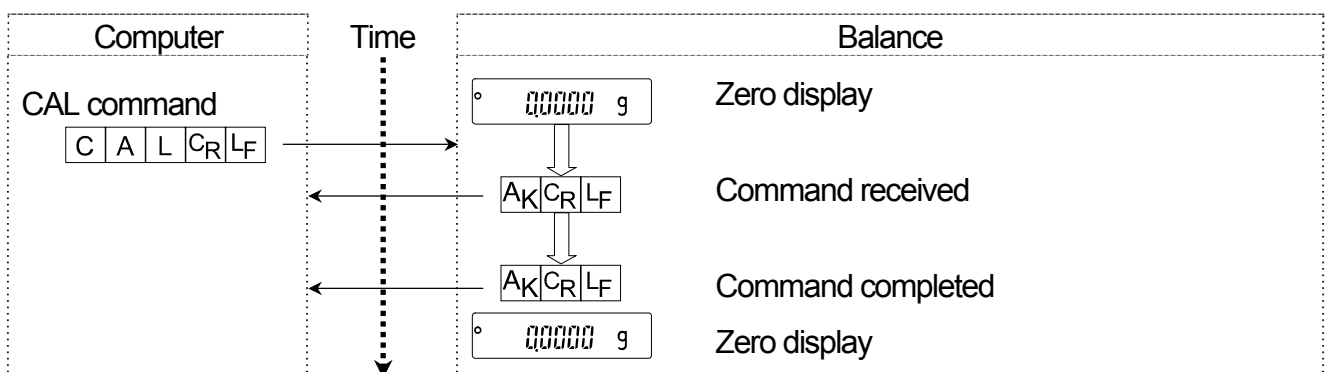 Computer Time Balance
0.0000 g Zero display
CAL command
C A L CR LF
AK CR LF Command received
AK CR LF Command completed
0.0000 g Zero display